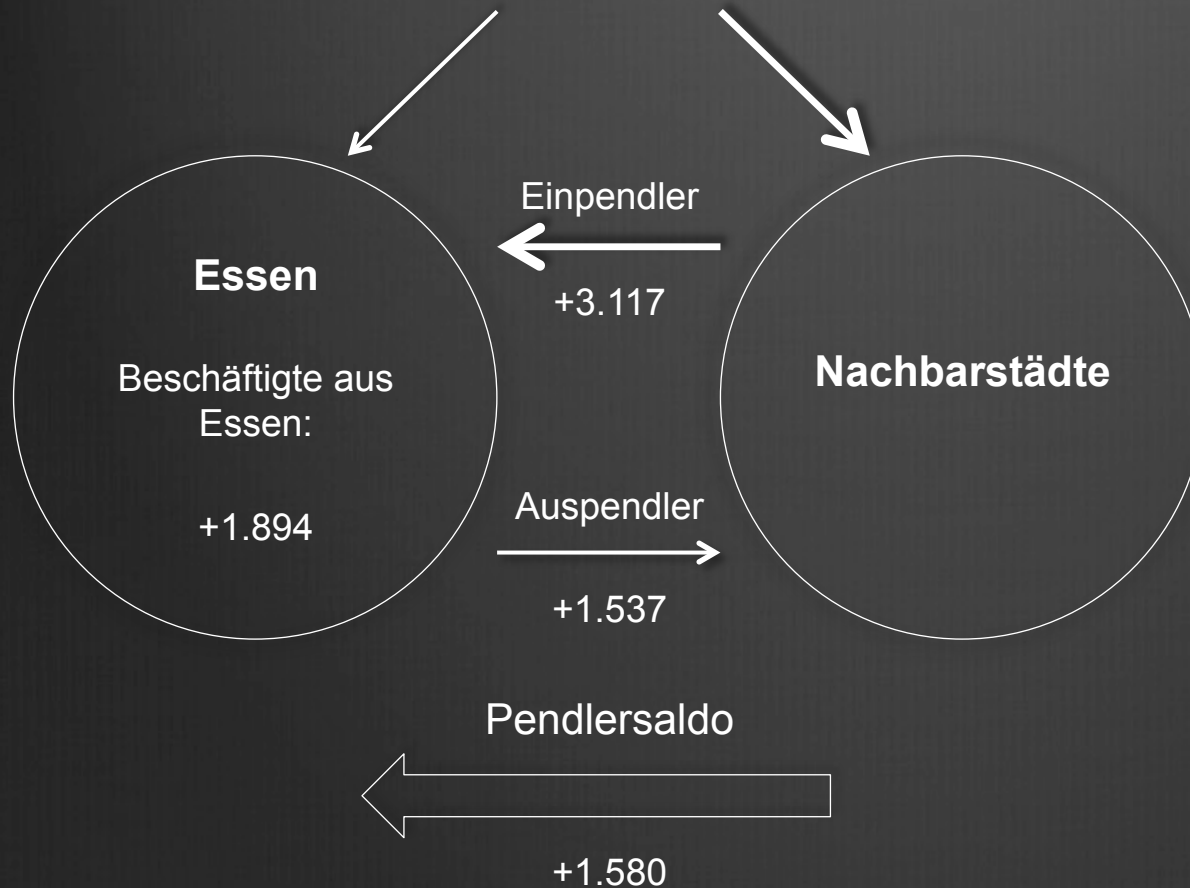 Einpendler
+3.117
Essen
Beschäftigte aus
Essen:
+1.894
Nachbarstädte
Auspendler
+1.537
Pendlersaldo
+1.580